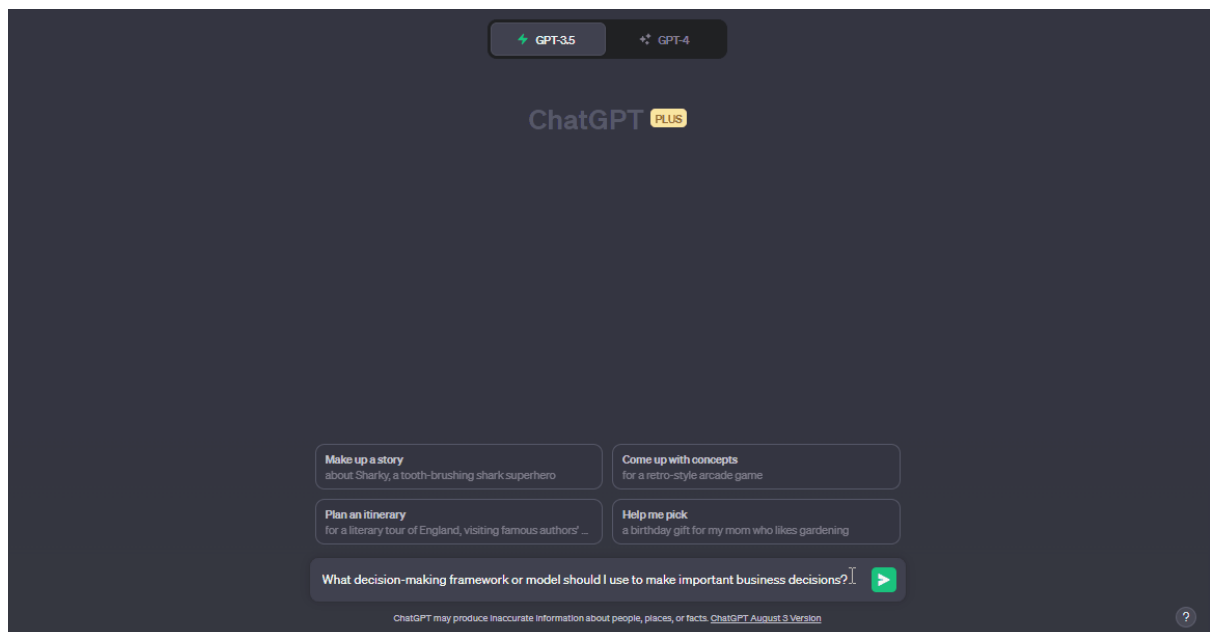 GPT-3.5
GPT-4
ChatGPT PLUS
Make up a story
about Sharky, a tooth-brushing shark superhero
Come up with concepts
for a retro-style arcade game
Plan an itinerary
for a literary tour of England, visiting famous authors' ...
Help me pick
a birthday gift for my mom who likes gardening
What decision-making framework or model should I use to make important business decisions?
ChatGPT may produce inaccurate information about people, places, or facts. ChatGPT August 3 Version
?